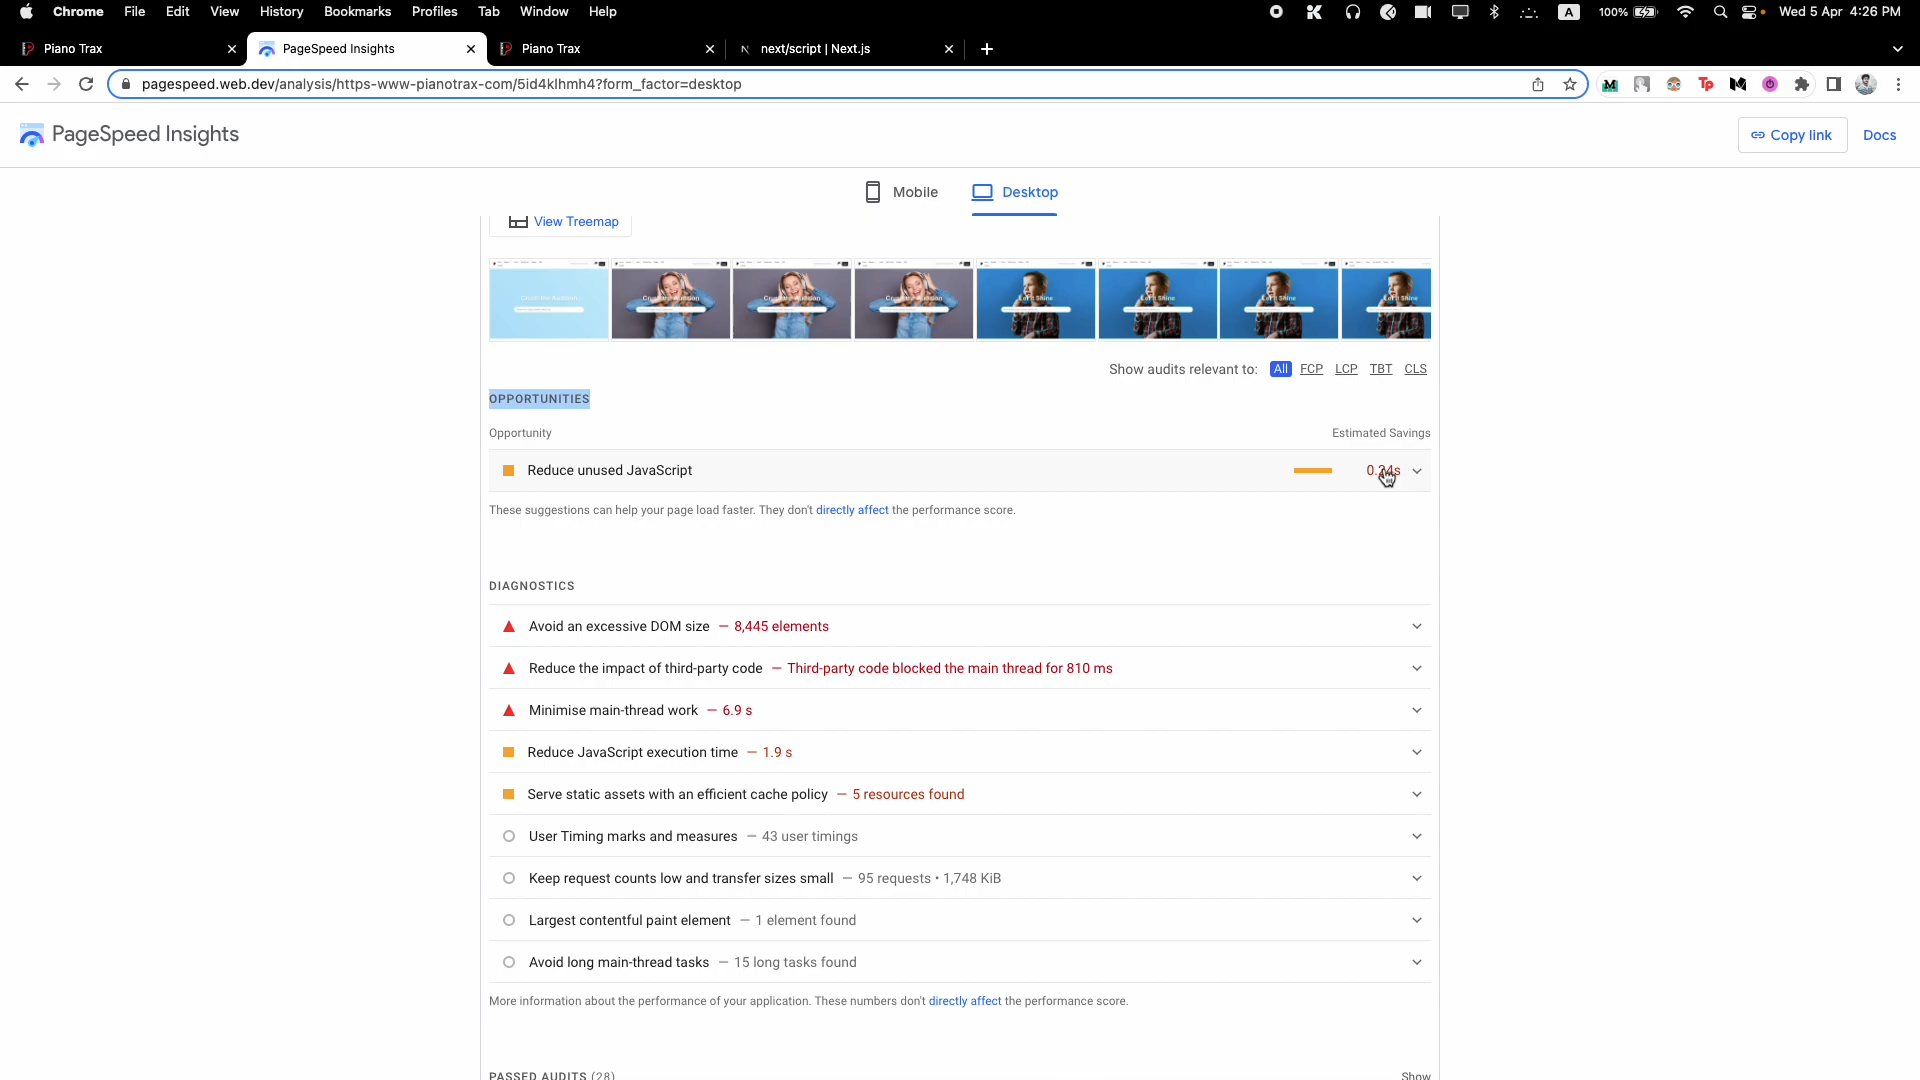 Chrome File Edit View History Bookmarks Profiles Tab Window Help A 100% Wed 5 Apr 4:26 PM
Piano Trax PageSpeed Insights Piano Trax next/script | Next.js
pagespeed.web.dev/analysis/https-www-pianotrax-com/5id4klhmh4?form_factor=desktop
PageSpeed Insights Copy link Docs
Mobile Desktop
View Treemap
Show audits relevant to: All FCP LCP TBT CLS
OPPORTUNITIES
Opportunity Estimated Savings
Reduce unused JavaScript 0.24s
These suggestions can help your page load faster. They don't directly affect the performance score.
DIAGNOSTICS
Avoid an excessive DOM size — 8,445 elements
Reduce the impact of third-party code — Third-party code blocked the main thread for 810 ms
Minimise main-thread work — 6.9 s
Reduce JavaScript execution time — 1.9 s
Serve static assets with an efficient cache policy — 5 resources found
User Timing marks and measures — 43 user timings
Keep request counts low and transfer sizes small — 95 requests • 1,748 KiB
Largest contentful paint element — 1 element found
Avoid long main-thread tasks — 15 long tasks found
More information about the performance of your application. These numbers don't directly affect the performance score.
PASSED AUDITS (28) Show